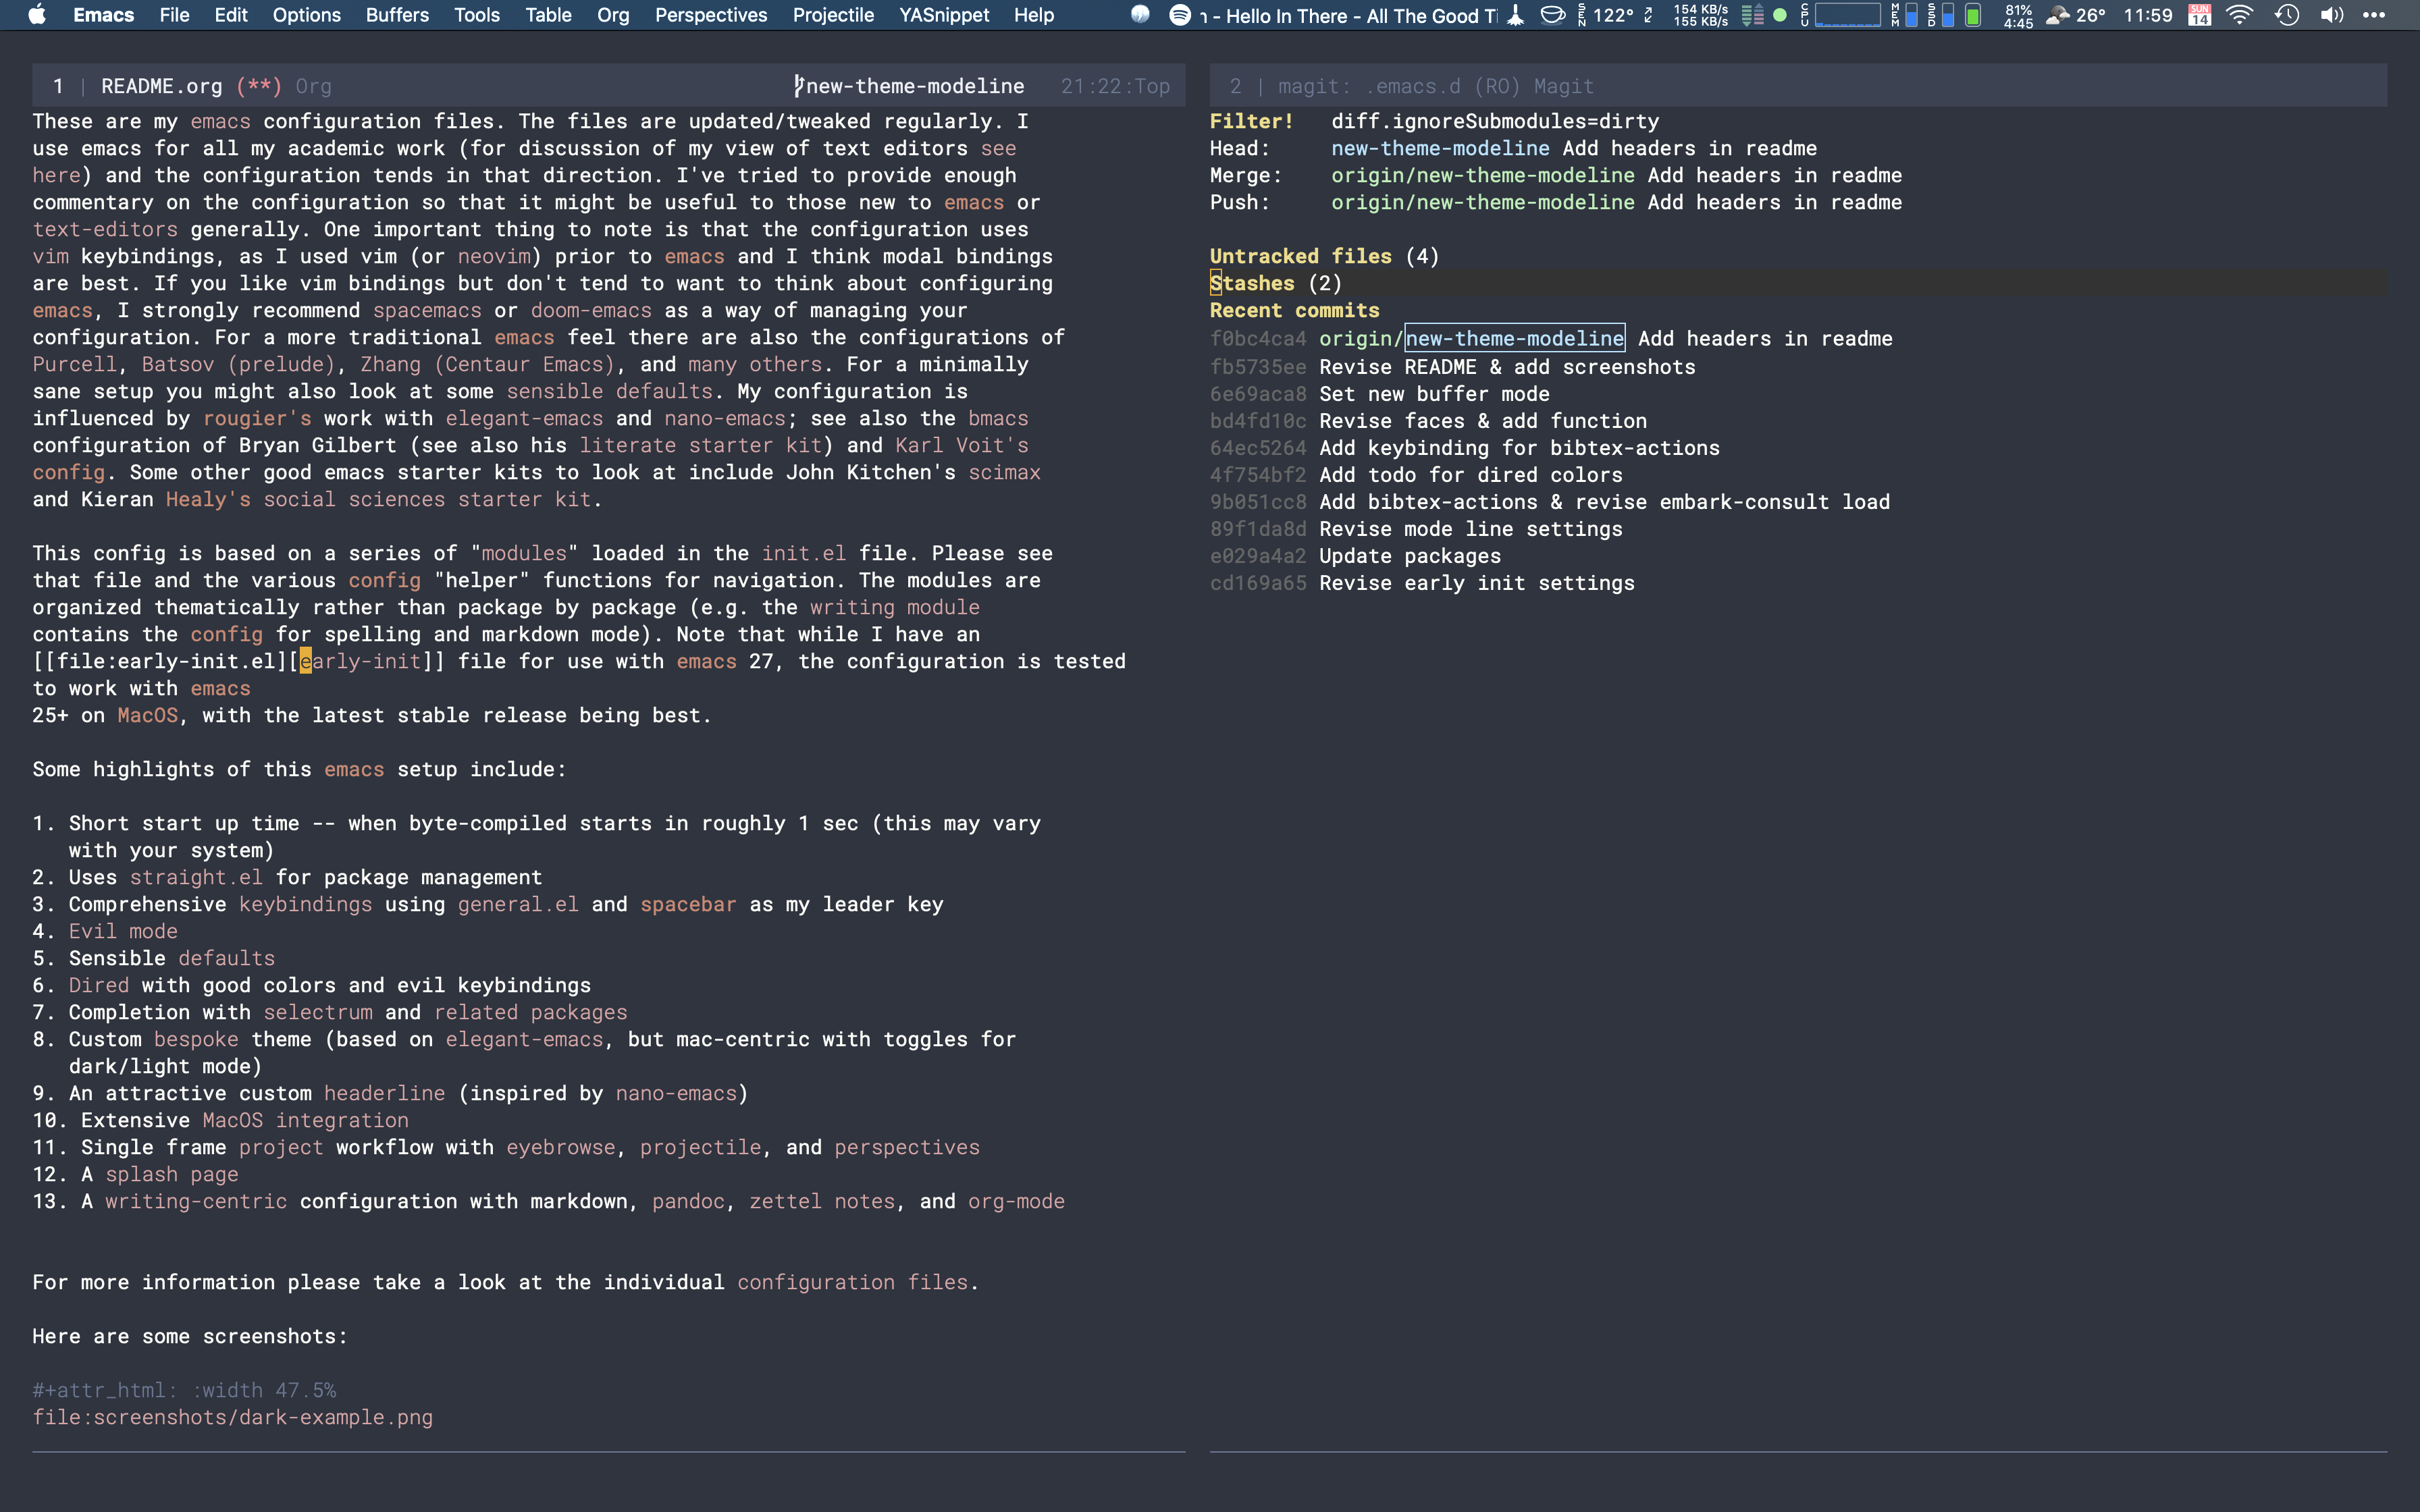 Emacs File Edit Options Buffers Tools Table Org Perspectives Projectile YASnippet Help - Hello In There - All The Good T SEN 122° 154 KB/s 155 KB/s CPU MEM SSD 81% 4:45 26° 11:59 SUN 14
1 | README.org (**) Org new-theme-modeline 21:22:Top
These are my emacs configuration files. The files are updated/tweaked regularly. I
use emacs for all my academic work (for discussion of my view of text editors see
here) and the configuration tends in that direction. I've tried to provide enough
commentary on the configuration so that it might be useful to those new to emacs or
text-editors generally. One important thing to note is that the configuration uses
vim keybindings, as I used vim (or neovim) prior to emacs and I think modal bindings
are best. If you like vim bindings but don't tend to want to think about configuring
emacs, I strongly recommend spacemacs or doom-emacs as a way of managing your
configuration. For a more traditional emacs feel there are also the configurations of
Purcell, Batsov (prelude), Zhang (Centaur Emacs), and many others. For a minimally
sane setup you might also look at some sensible defaults. My configuration is
influenced by rougier's work with elegant-emacs and nano-emacs; see also the bmacs
configuration of Bryan Gilbert (see also his literate starter kit) and Karl Voit's
config. Some other good emacs starter kits to look at include John Kitchen's scimax
and Kieran Healy's social sciences starter kit.
This config is based on a series of "modules" loaded in the init.el file. Please see
that file and the various config "helper" functions for navigation. The modules are
organized thematically rather than package by package (e.g. the writing module
contains the config for spelling and markdown mode). Note that while I have an
[[file:early-init.el][early-init]] file for use with emacs 27, the configuration is tested
to work with emacs
25+ on MacOS, with the latest stable release being best.
Some highlights of this emacs setup include:
1. Short start up time -- when byte-compiled starts in roughly 1 sec (this may vary
with your system)
2. Uses straight.el for package management
3. Comprehensive keybindings using general.el and spacebar as my leader key
4. Evil mode
5. Sensible defaults
6. Dired with good colors and evil keybindings
7. Completion with selectrum and related packages
8. Custom bespoke theme (based on elegant-emacs, but mac-centric with toggles for
dark/light mode)
9. An attractive custom headerline (inspired by nano-emacs)
10. Extensive MacOS integration
11. Single frame project workflow with eyebrowse, projectile, and perspectives
12. A splash page
13. A writing-centric configuration with markdown, pandoc, zettel notes, and org-mode
For more information please take a look at the individual configuration files.
Here are some screenshots:
#+attr_html: :width 47.5%
file:screenshots/dark-example.png
2 | magit: .emacs.d (RO) Magit
Filter! diff.ignoreSubmodules=dirty
Head: new-theme-modeline Add headers in readme
Merge: origin/new-theme-modeline Add headers in readme
Push: origin/new-theme-modeline Add headers in readme
Untracked files (4)
Stashes (2)
Recent commits
f0bc4ca4 origin/new-theme-modeline Add headers in readme
fb5735ee Revise README & add screenshots
6e69aca8 Set new buffer mode
bd4fd10c Revise faces & add function
64ec5264 Add keybinding for bibtex-actions
4f754bf2 Add todo for dired colors
9b051cc8 Add bibtex-actions & revise embark-consult load
89f1da8d Revise mode line settings
e029a4a2 Update packages
cd169a65 Revise early init settings